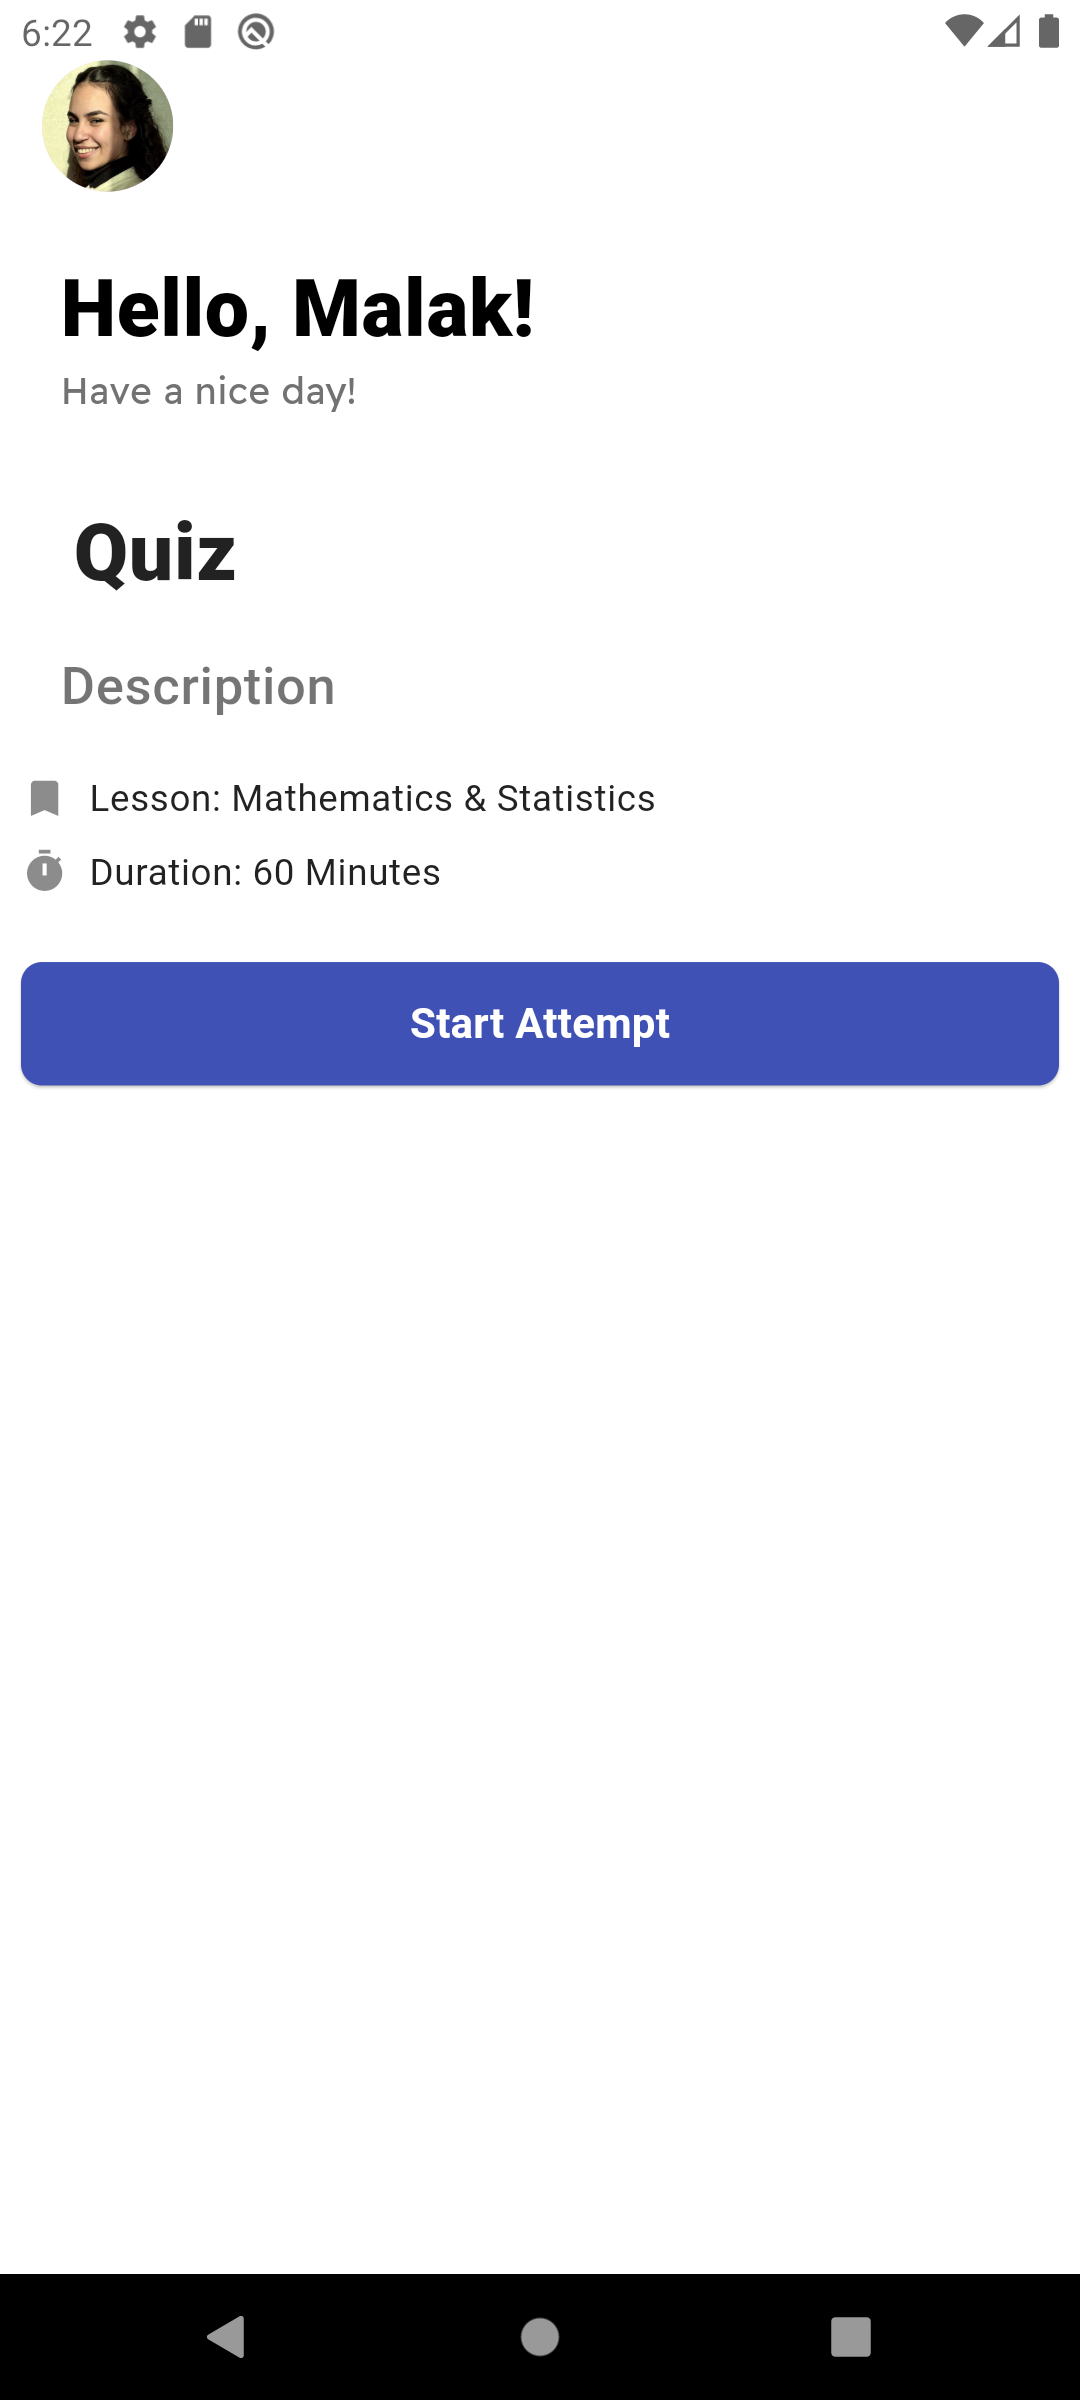 6:22
Hello, Malak!
Have a nice day!
Quiz
Description
Lesson: Mathematics & Statistics
Duration: 60 Minutes
Start Attempt